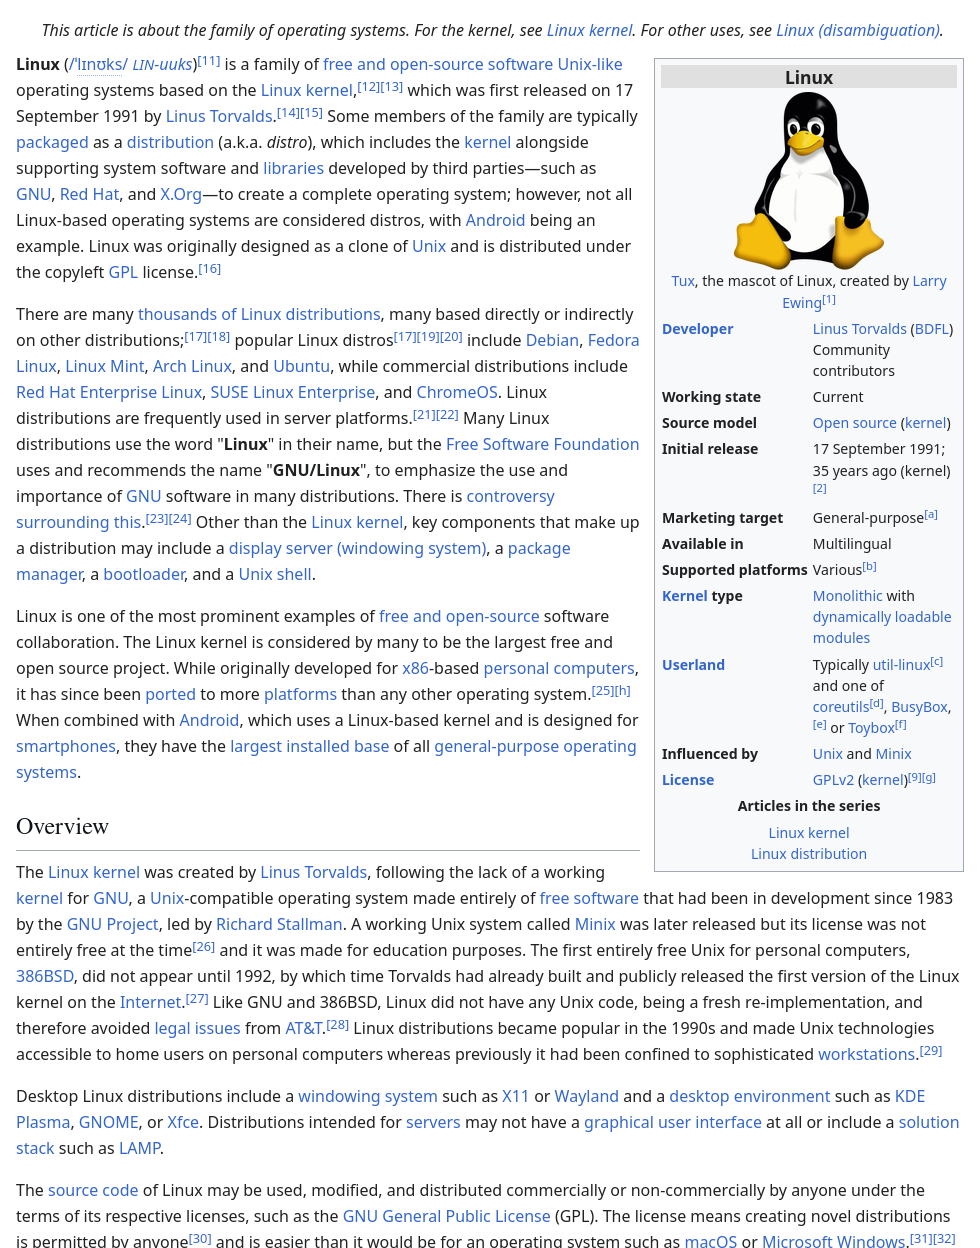 This article is about the family of operating systems. For the kernel, see Linux kernel. For other uses, see Linux (disambiguation).
Linux (/ˈlɪnʊks/ LIN-uuks)[11] is a family of free and open-source software Unix-like
operating systems based on the Linux kernel,[12][13] which was first released on 17
September 1991 by Linus Torvalds.[14][15] Some members of the family are typically
packaged as a distribution (a.k.a. distro), which includes the kernel alongside
supporting system software and libraries developed by third parties—such as
GNU, Red Hat, and X.Org—to create a complete operating system; however, not all
Linux-based operating systems are considered distros, with Android being an
example. Linux was originally designed as a clone of Unix and is distributed under
the copyleft GPL license.[16]
There are many thousands of Linux distributions, many based directly or indirectly
on other distributions;[17][18] popular Linux distros[17][19][20] include Debian, Fedora
Linux, Linux Mint, Arch Linux, and Ubuntu, while commercial distributions include
Red Hat Enterprise Linux, SUSE Linux Enterprise, and ChromeOS. Linux
distributions are frequently used in server platforms.[21][22] Many Linux
distributions use the word "Linux" in their name, but the Free Software Foundation
uses and recommends the name "GNU/Linux", to emphasize the use and
importance of GNU software in many distributions. There is controversy
surrounding this.[23][24] Other than the Linux kernel, key components that make up
a distribution may include a display server (windowing system), a package
manager, a bootloader, and a Unix shell.
Linux is one of the most prominent examples of free and open-source software
collaboration. The Linux kernel is considered by many to be the largest free and
open source project. While originally developed for x86-based personal computers,
it has since been ported to more platforms than any other operating system.[25][h]
When combined with Android, which uses a Linux-based kernel and is designed for
smartphones, they have the largest installed base of all general-purpose operating
systems.
Linux
Tux, the mascot of Linux, created by Larry
Ewing[1]
Developer Linus Torvalds (BDFL)
Community
contributors
Working state Current
Source model Open source (kernel)
Initial release 17 September 1991;
35 years ago (kernel)
[2]
Marketing target General-purpose[a]
Available in Multilingual
Supported platforms Various[b]
Kernel type Monolithic with
dynamically loadable
modules
Userland Typically util-linux[c]
and one of
coreutils[d], BusyBox,
[e] or Toybox[f]
Influenced by Unix and Minix
License GPLv2 (kernel)[9][g]
Articles in the series
Linux kernel
Linux distribution
Overview
The Linux kernel was created by Linus Torvalds, following the lack of a working
kernel for GNU, a Unix-compatible operating system made entirely of free software that had been in development since 1983
by the GNU Project, led by Richard Stallman. A working Unix system called Minix was later released but its license was not
entirely free at the time[26] and it was made for education purposes. The first entirely free Unix for personal computers,
386BSD, did not appear until 1992, by which time Torvalds had already built and publicly released the first version of the Linux
kernel on the Internet.[27] Like GNU and 386BSD, Linux did not have any Unix code, being a fresh re-implementation, and
therefore avoided legal issues from AT&T.[28] Linux distributions became popular in the 1990s and made Unix technologies
accessible to home users on personal computers whereas previously it had been confined to sophisticated workstations.[29]
Desktop Linux distributions include a windowing system such as X11 or Wayland and a desktop environment such as KDE
Plasma, GNOME, or Xfce. Distributions intended for servers may not have a graphical user interface at all or include a solution
stack such as LAMP.
The source code of Linux may be used, modified, and distributed commercially or non-commercially by anyone under the
terms of its respective licenses, such as the GNU General Public License (GPL). The license means creating novel distributions
is permitted by anyone[30] and is easier than it would be for an operating system such as macOS or Microsoft Windows.[31][32]